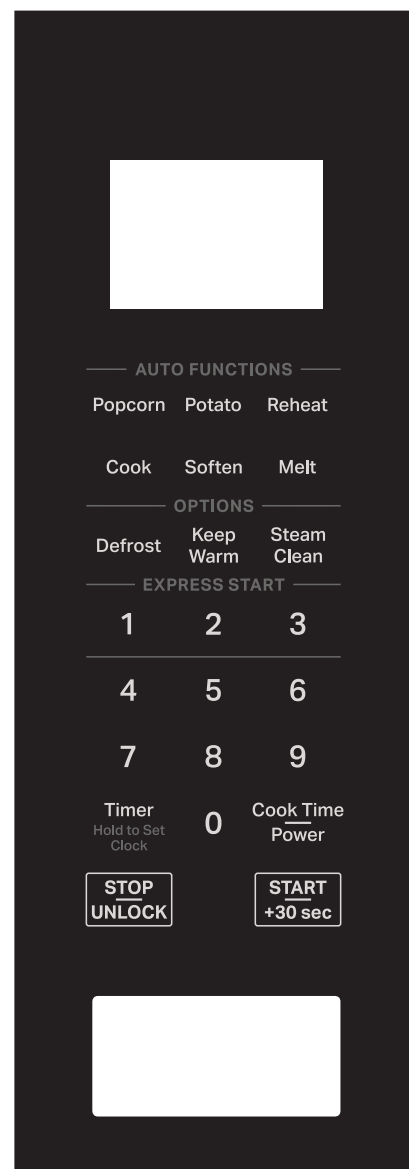 AUTO FUNCTIONS
Popcorn Potato Reheat
Cook Soften Melt
OPTIONS
Defrost Keep Warm Steam Clean
EXPRESS START
1 2 3
4 5 6
7 8 9
Timer
Hold to Set
Clock
0
Cook Time
Power
STOP
UNLOCK
START
+30 sec